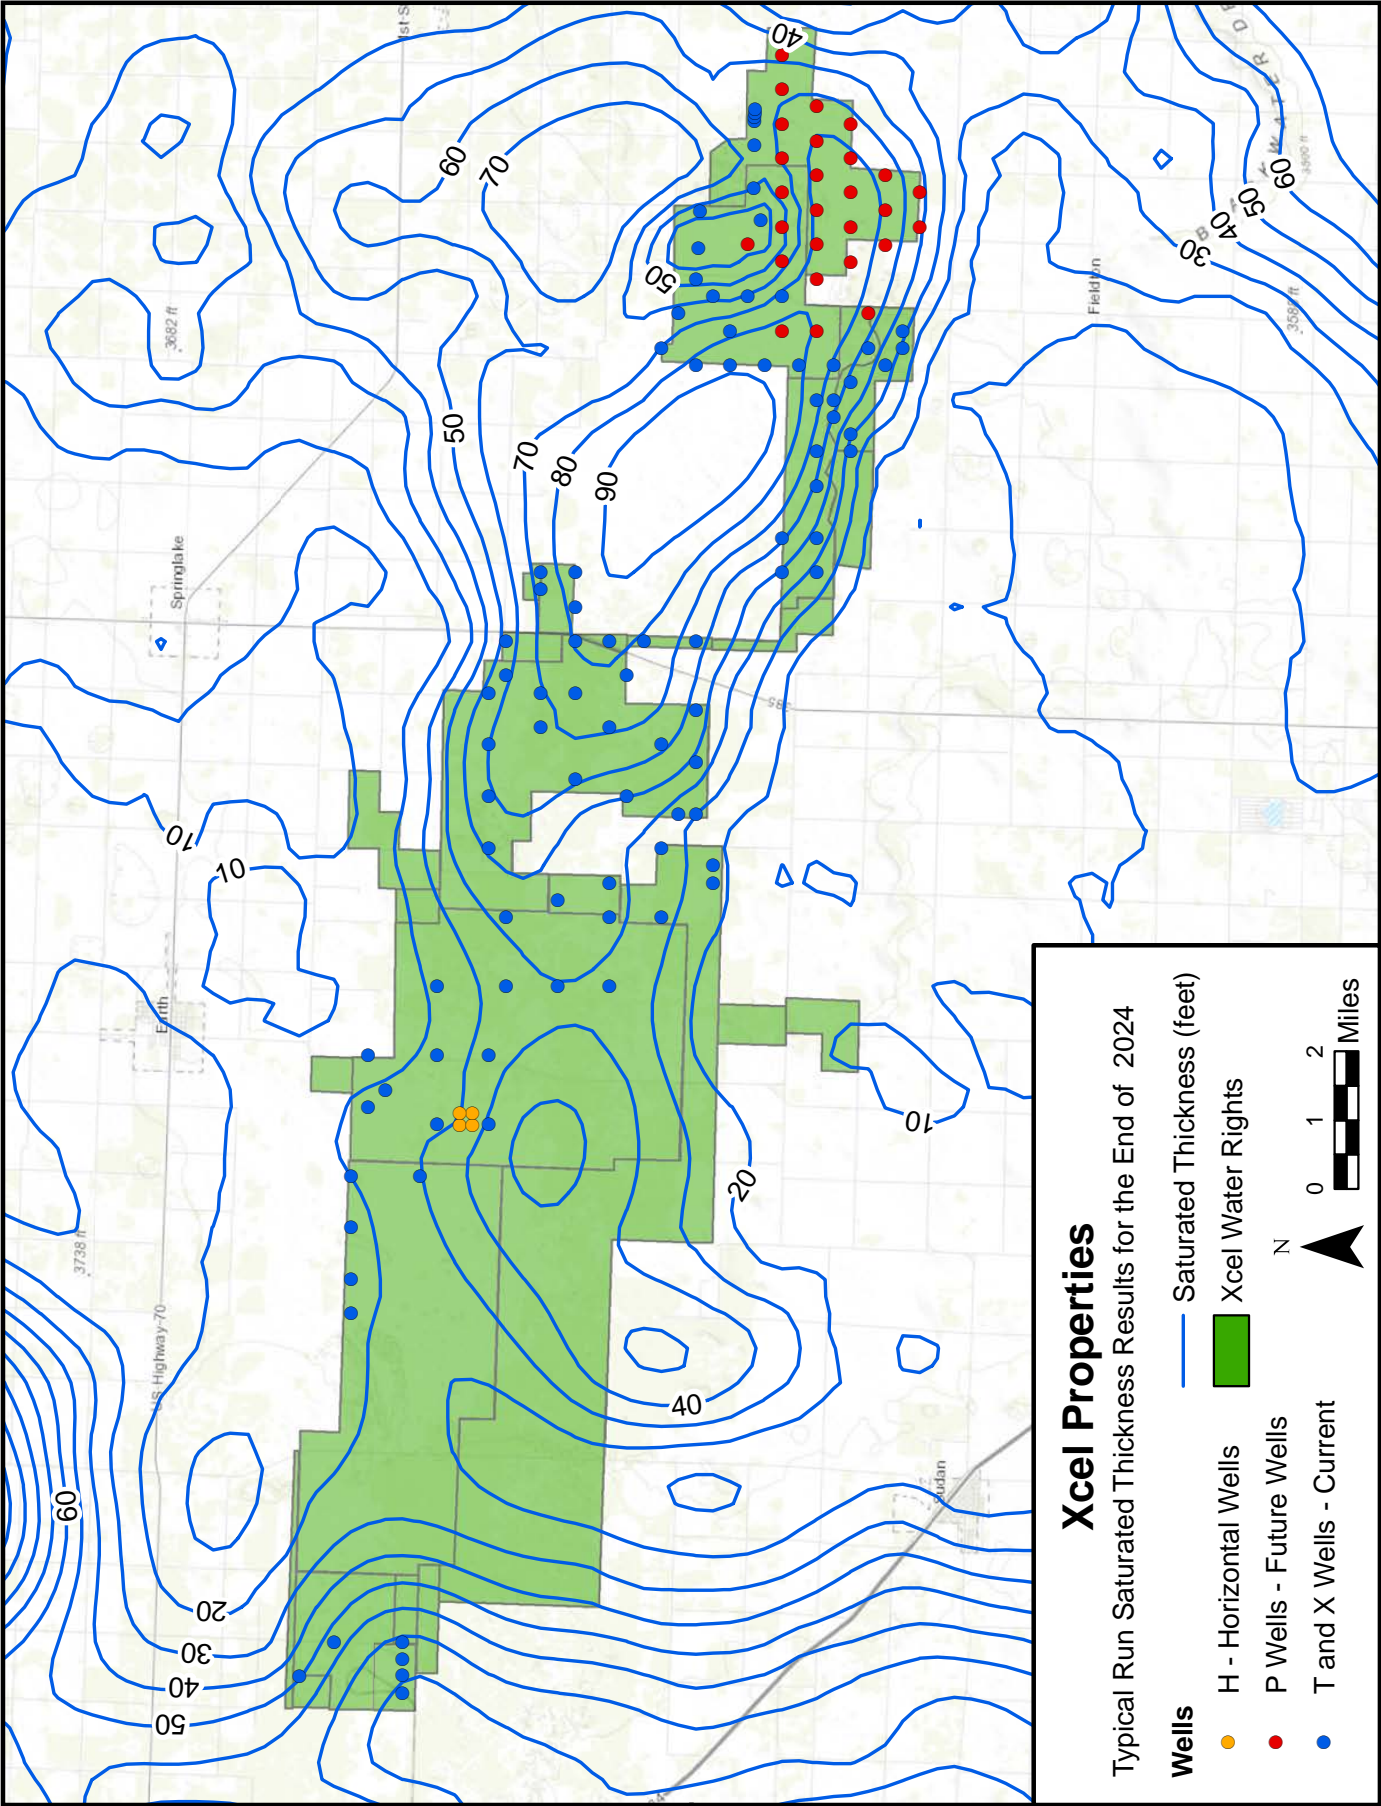 Xcel Properties
Typical Run Saturated Thickness Results for the End of 2024
Wells
H - Horizontal Wells
P Wells - Future Wells
T and X Wells - Current
Saturated Thickness (feet)
Xcel Water Rights
N
0 1 2
Miles
60
50
40
30
20
10
10
10
20
40
US Highway-70
3738 ft
Earth
Springlake
3682 ft
385
Sudan
Fieldton
50
60
70
70
80
90
50
40
30
40
50
60
3500 ft